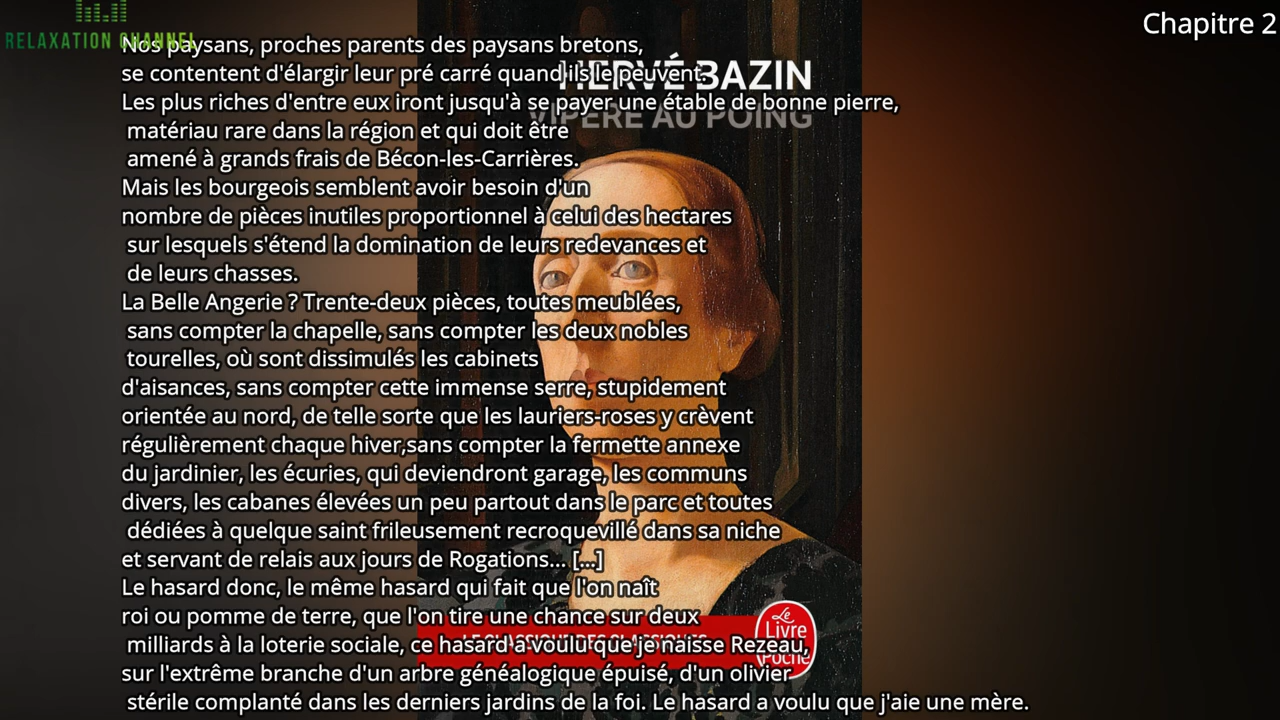 RELAXATION CHANNEL
Chapitre 2
HERVÉ BAZIN
VIPÈRE AU POING
Nos paysans, proches parents des paysans bretons,
se contentent d'élargir leur pré carré quand ils le peuvent.
Les plus riches d'entre eux iront jusqu'à se payer une étable de bonne pierre,
matériau rare dans la région et qui doit être
amené à grands frais de Bécon-les-Carrières.
Mais les bourgeois semblent avoir besoin d'un
nombre de pièces inutiles proportionnel à celui des hectares
sur lesquels s'étend la domination de leurs redevances et
de leurs chasses.
La Belle Angerie ? Trente-deux pièces, toutes meublées,
sans compter la chapelle, sans compter les deux nobles
tourelles, où sont dissimulés les cabinets
d'aisances, sans compter cette immense serre, stupidement
orientée au nord, de telle sorte que les lauriers-roses y crèvent
régulièrement chaque hiver,sans compter la fermette annexe
du jardinier, les écuries, qui deviendront garage, les communs
divers, les cabanes élevées un peu partout dans le parc et toutes
dédiées à quelque saint frileusement recroquevillé dans sa niche
et servant de relais aux jours de Rogations... [...]
Le hasard donc, le même hasard qui fait que l'on naît
roi ou pomme de terre, que l'on tire une chance sur deux
milliards à la loterie sociale, ce hasard a voulu que je naisse Rezeau,
sur l'extrême branche d'un arbre généalogique épuisé, d'un olivier
stérile complanté dans les derniers jardins de la foi. Le hasard a voulu que j'aie une mère.
LE CLASSIQUE DES CLASSIQUES
Le
Livre
Poche